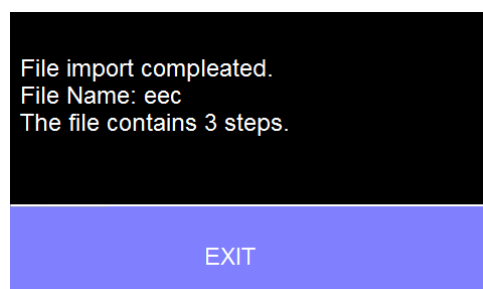 File import compleated.
File Name: eec
The file contains 3 steps.
EXIT